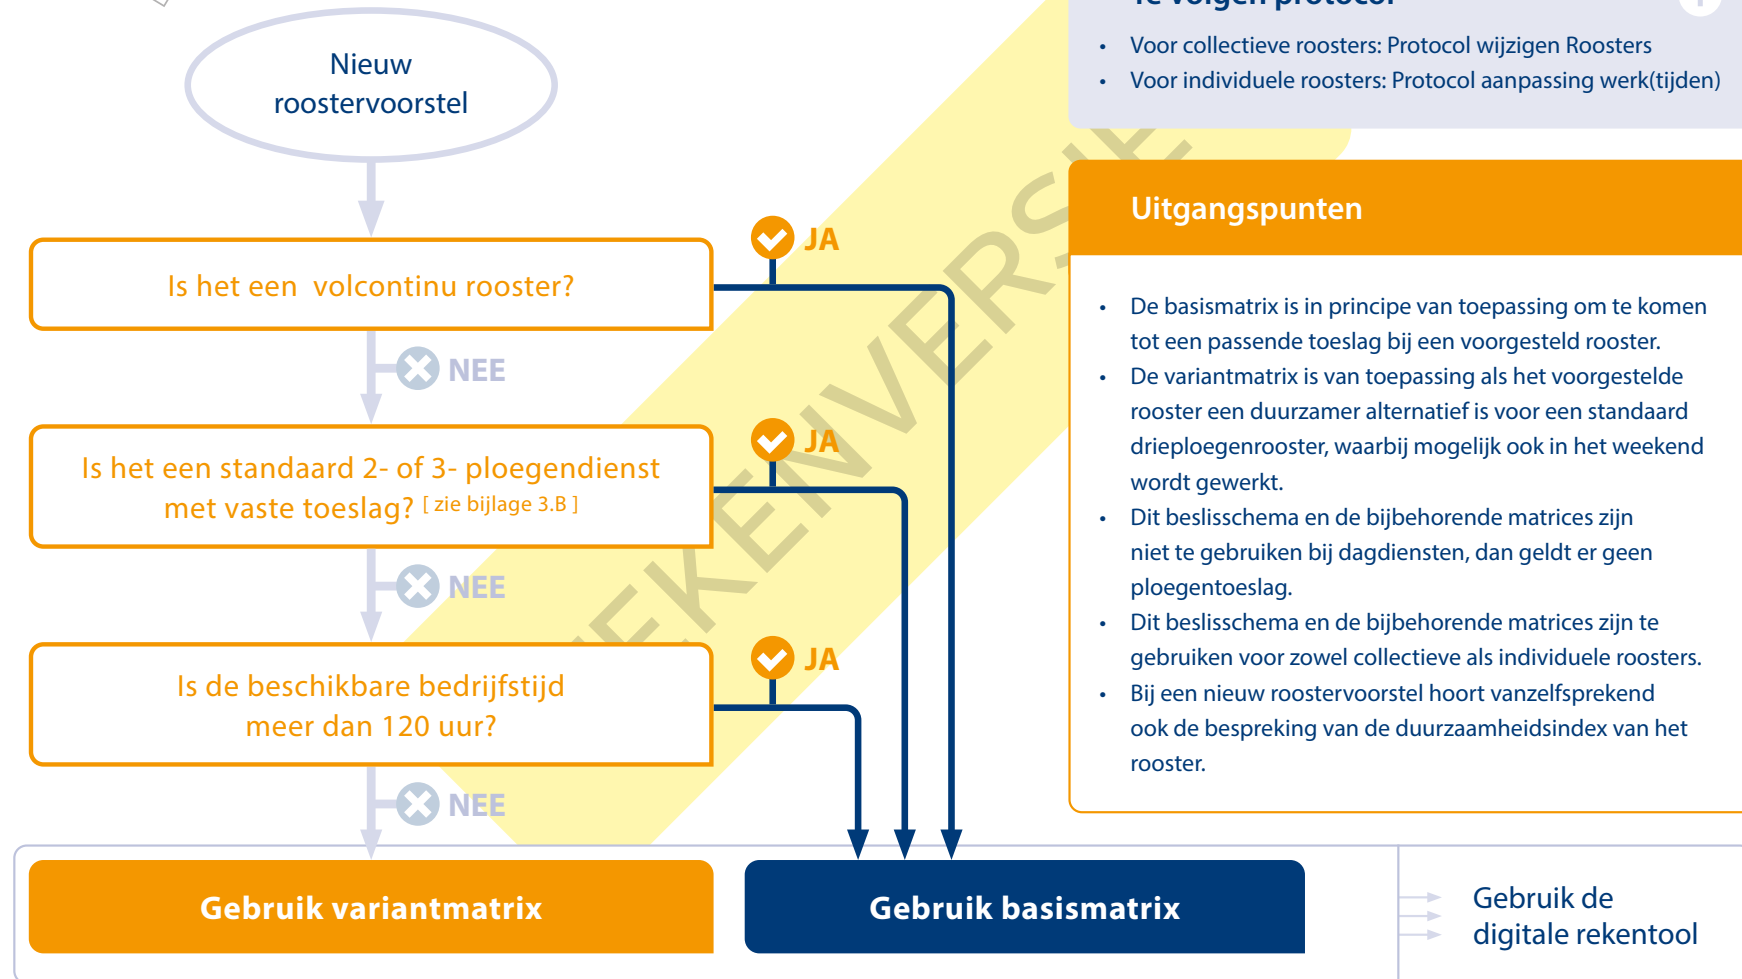 Nieuw
roostervoorstel
Is het een volcontinu rooster?
JA
NEE
Is het een standaard 2- of 3- ploegendienst
met vaste toeslag? [ zie bijlage 3.B ]
JA
NEE
Is de beschikbare bedrijfstijd
meer dan 120 uur?
JA
NEE
Gebruik variantmatrix
Gebruik basismatrix
Te volgen protocol
• Voor collectieve roosters: Protocol wijzigen Roosters
• Voor individuele roosters: Protocol aanpassing werk(tijden)
Uitgangspunten
• De basismatrix is in principe van toepassing om te komen
tot een passende toeslag bij een voorgesteld rooster.
• De variantmatrix is van toepassing als het voorgestelde
rooster een duurzamer alternatief is voor een standaard
drieploegenrooster, waarbij mogelijk ook in het weekend
wordt gewerkt.
• Dit beslisschema en de bijbehorende matrices zijn
niet te gebruiken bij dagdiensten, dan geldt er geen
ploegentoeslag.
• Dit beslisschema en de bijbehorende matrices zijn te
gebruiken voor zowel collectieve als individuele roosters.
• Bij een nieuw roostervoorstel hoort vanzelfsprekend
ook de bespreking van de duurzaamheidsindex van het
rooster.
Gebruik de
digitale rekentool